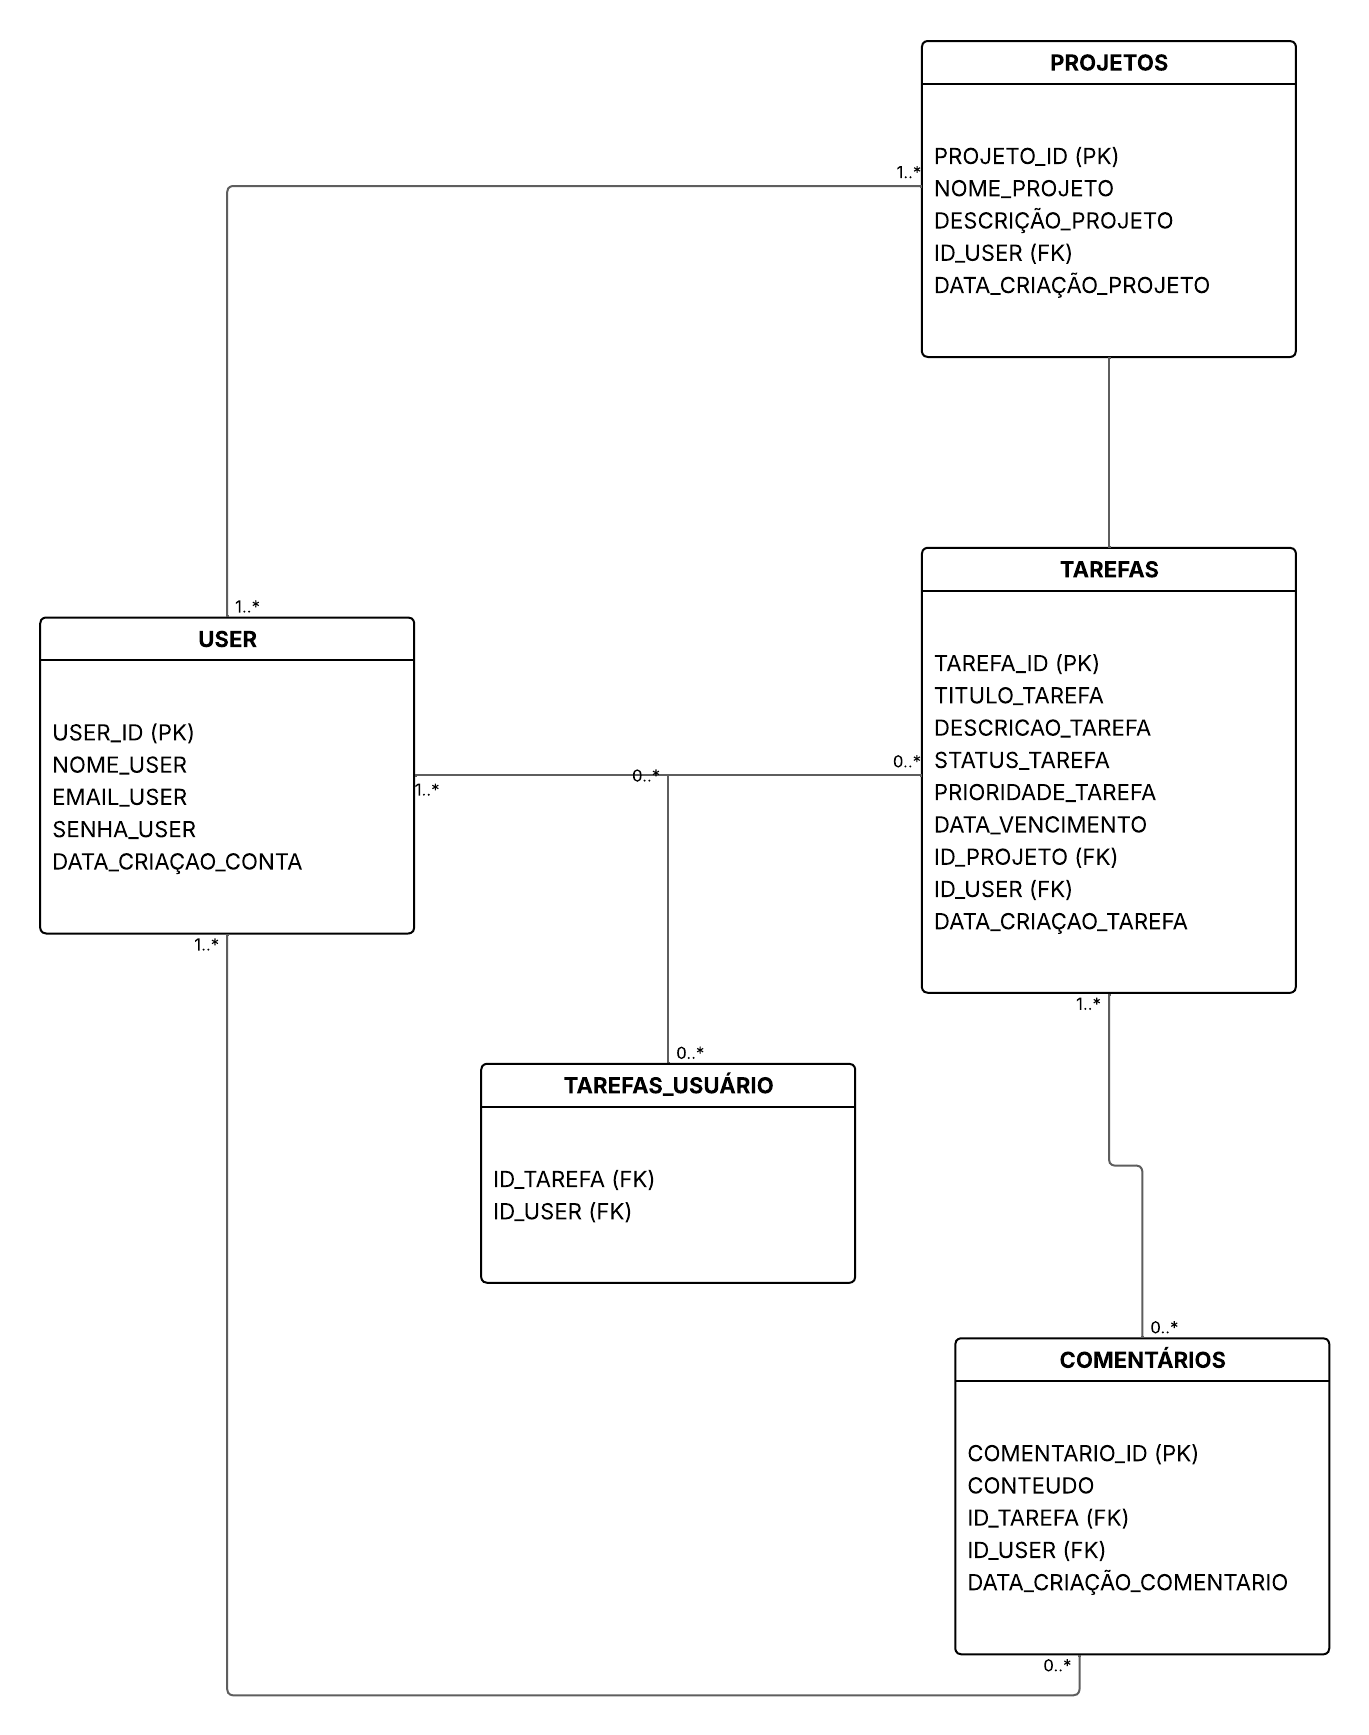 PROJETOS
PROJETO_ID (PK)
NOME_PROJETO
DESCRIÇÃO_PROJETO
ID_USER (FK)
DATA_CRIAÇÃO_PROJETO
1..*
1..*
USER
USER_ID (PK)
NOME_USER
EMAIL_USER
SENHA_USER
DATA_CRIAÇAO_CONTA
1..*
0..*
0..*
TAREFAS
TAREFA_ID (PK)
TITULO_TAREFA
DESCRICAO_TAREFA
STATUS_TAREFA
PRIORIDADE_TAREFA
DATA_VENCIMENTO
ID_PROJETO (FK)
ID_USER (FK)
DATA_CRIAÇAO_TAREFA
1..*
1..*
0..*
TAREFAS_USUÁRIO
ID_TAREFA (FK)
ID_USER (FK)
0..*
COMENTÁRIOS
COMENTARIO_ID (PK)
CONTEUDO
ID_TAREFA (FK)
ID_USER (FK)
DATA_CRIAÇÃO_COMENTARIO
0..*